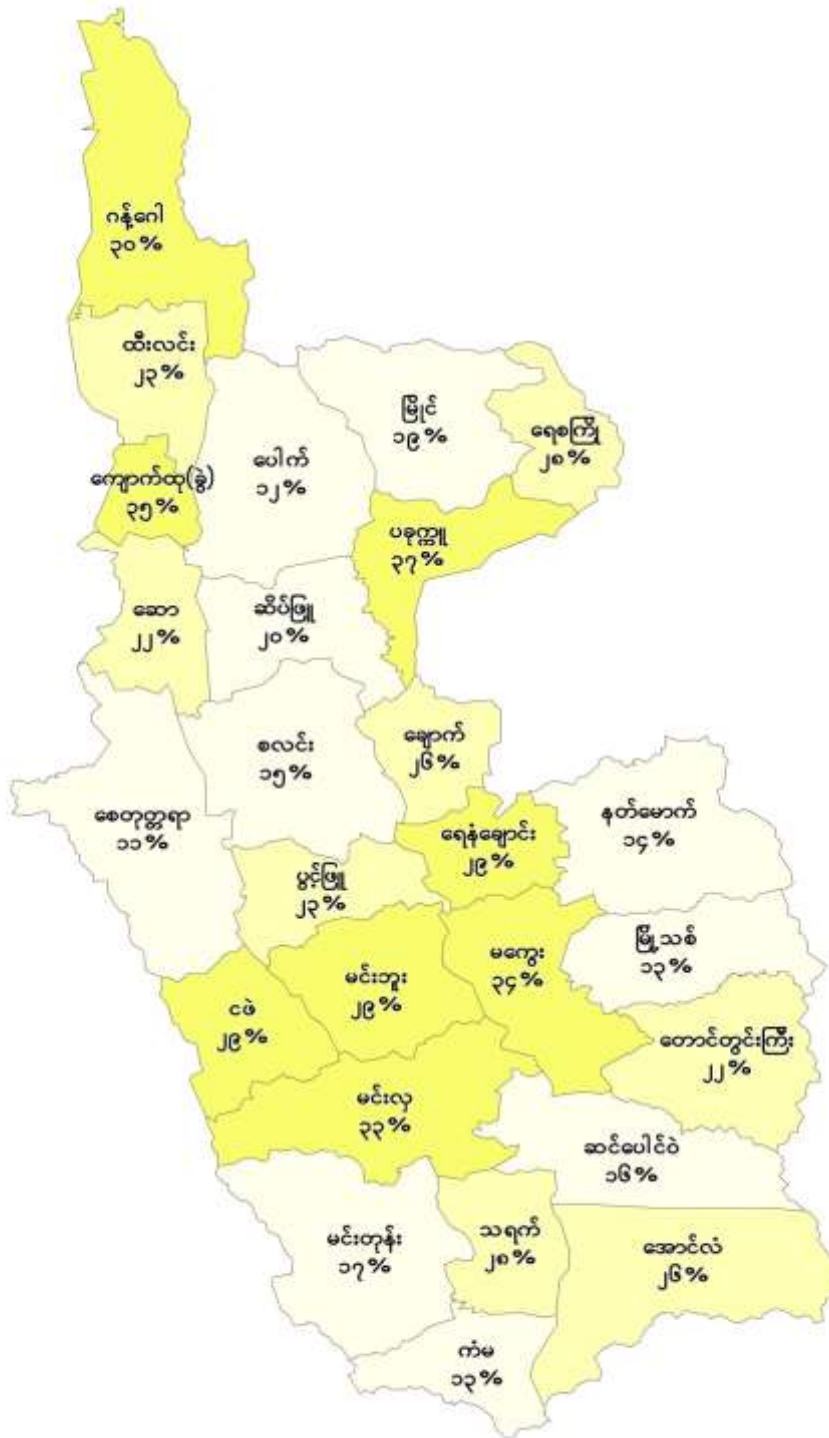 ဂန့်ဂေါ
၃၀%
ထီးလင်း
၂၃%
မြိုင်
၁၉%
ရေစကြို
၂၈%
ပေါက်
၁၂%
ကျောက်ထု(ခွဲ)
၃၅%
ပခုက္ကူ
၃၇%
ဆော
၂၂%
ဆိပ်ဖြူ
၂၀%
စလင်း
၁၅%
ချောက်
၂၆%
စေတုတ္တရာ
၁၁%
ရေနံချောင်း
၂၉%
နတ်မောက်
၁၄%
ပွင့်ဖြူ
၂၃%
မြို့သစ်
၁၃%
မကွေး
၃၄%
မင်းဘူး
၂၉%
ငဖဲ
၂၉%
တောင်တွင်းကြီး
၂၂%
မင်းလှ
၃၃%
ဆင်ပေါင်ဝဲ
၁၆%
မင်းတုန်း
၁၇%
သရက်
၂၈%
အောင်လံ
၂၆%
ကံမ
၁၃%